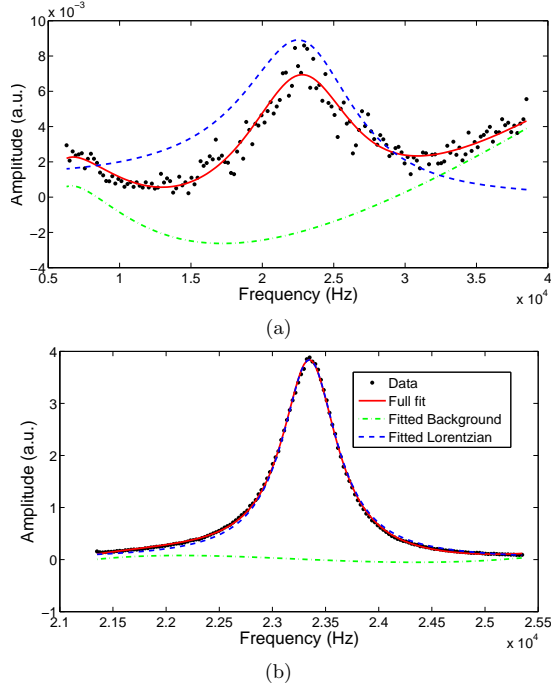 x 10⁻³
8
6
4
2
0
−2
−4
Amplitude (a.u.)
0.5 1 1.5 2 2.5 3 3.5 4
Frequency (Hz)
x 10⁴
(a)
4
3
2
1
0
−1
Amplitude (a.u.)
Data
Full fit
Fitted Background
Fitted Lorentzian
2.1 2.15 2.2 2.25 2.3 2.35 2.4 2.45 2.5 2.55
Frequency (Hz)
x 10⁴
(b)